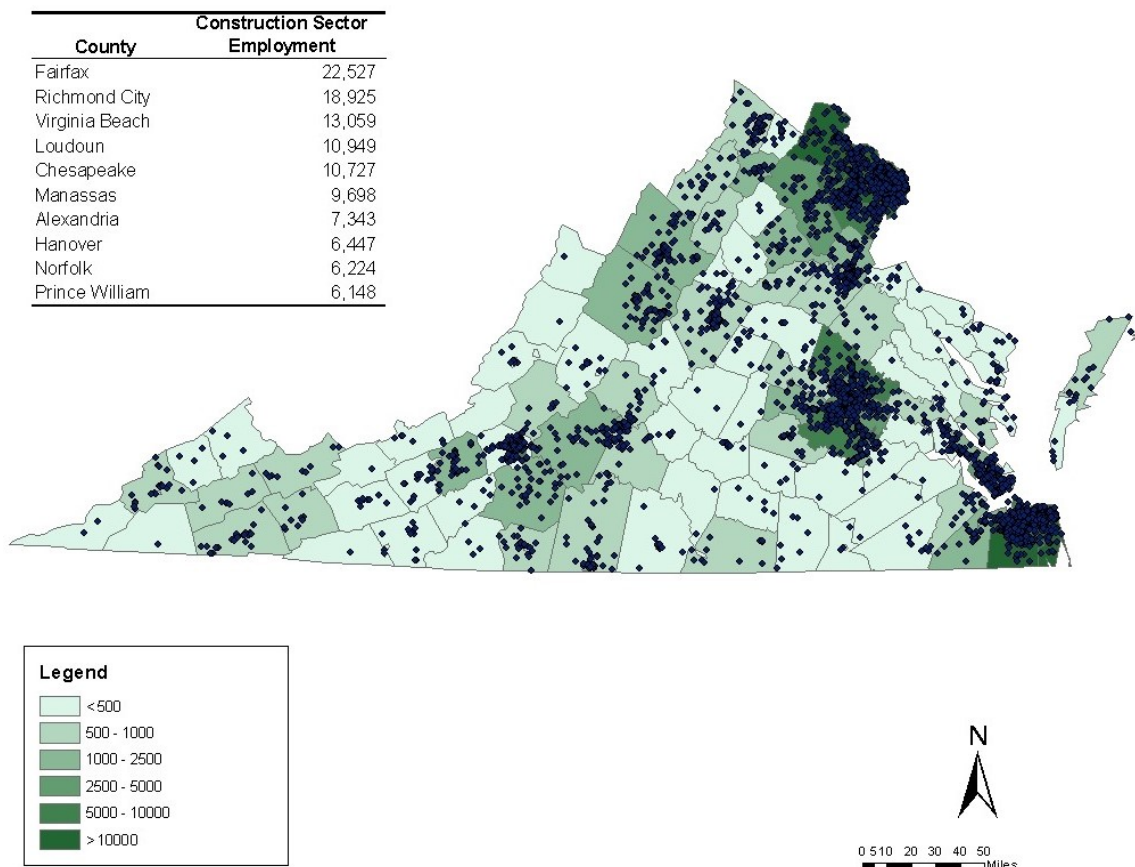 Construction Sector
County Employment
Fairfax 22,527
Richmond City 18,925
Virginia Beach 13,059
Loudoun 10,949
Chesapeake 10,727
Manassas 9,698
Alexandria 7,343
Hanover 6,447
Norfolk 6,224
Prince William 6,148
Legend
<500
500 - 1000
1000 - 2500
2500 - 5000
5000 - 10000
>10000
N
0 5 10 20 30 40 50
Miles